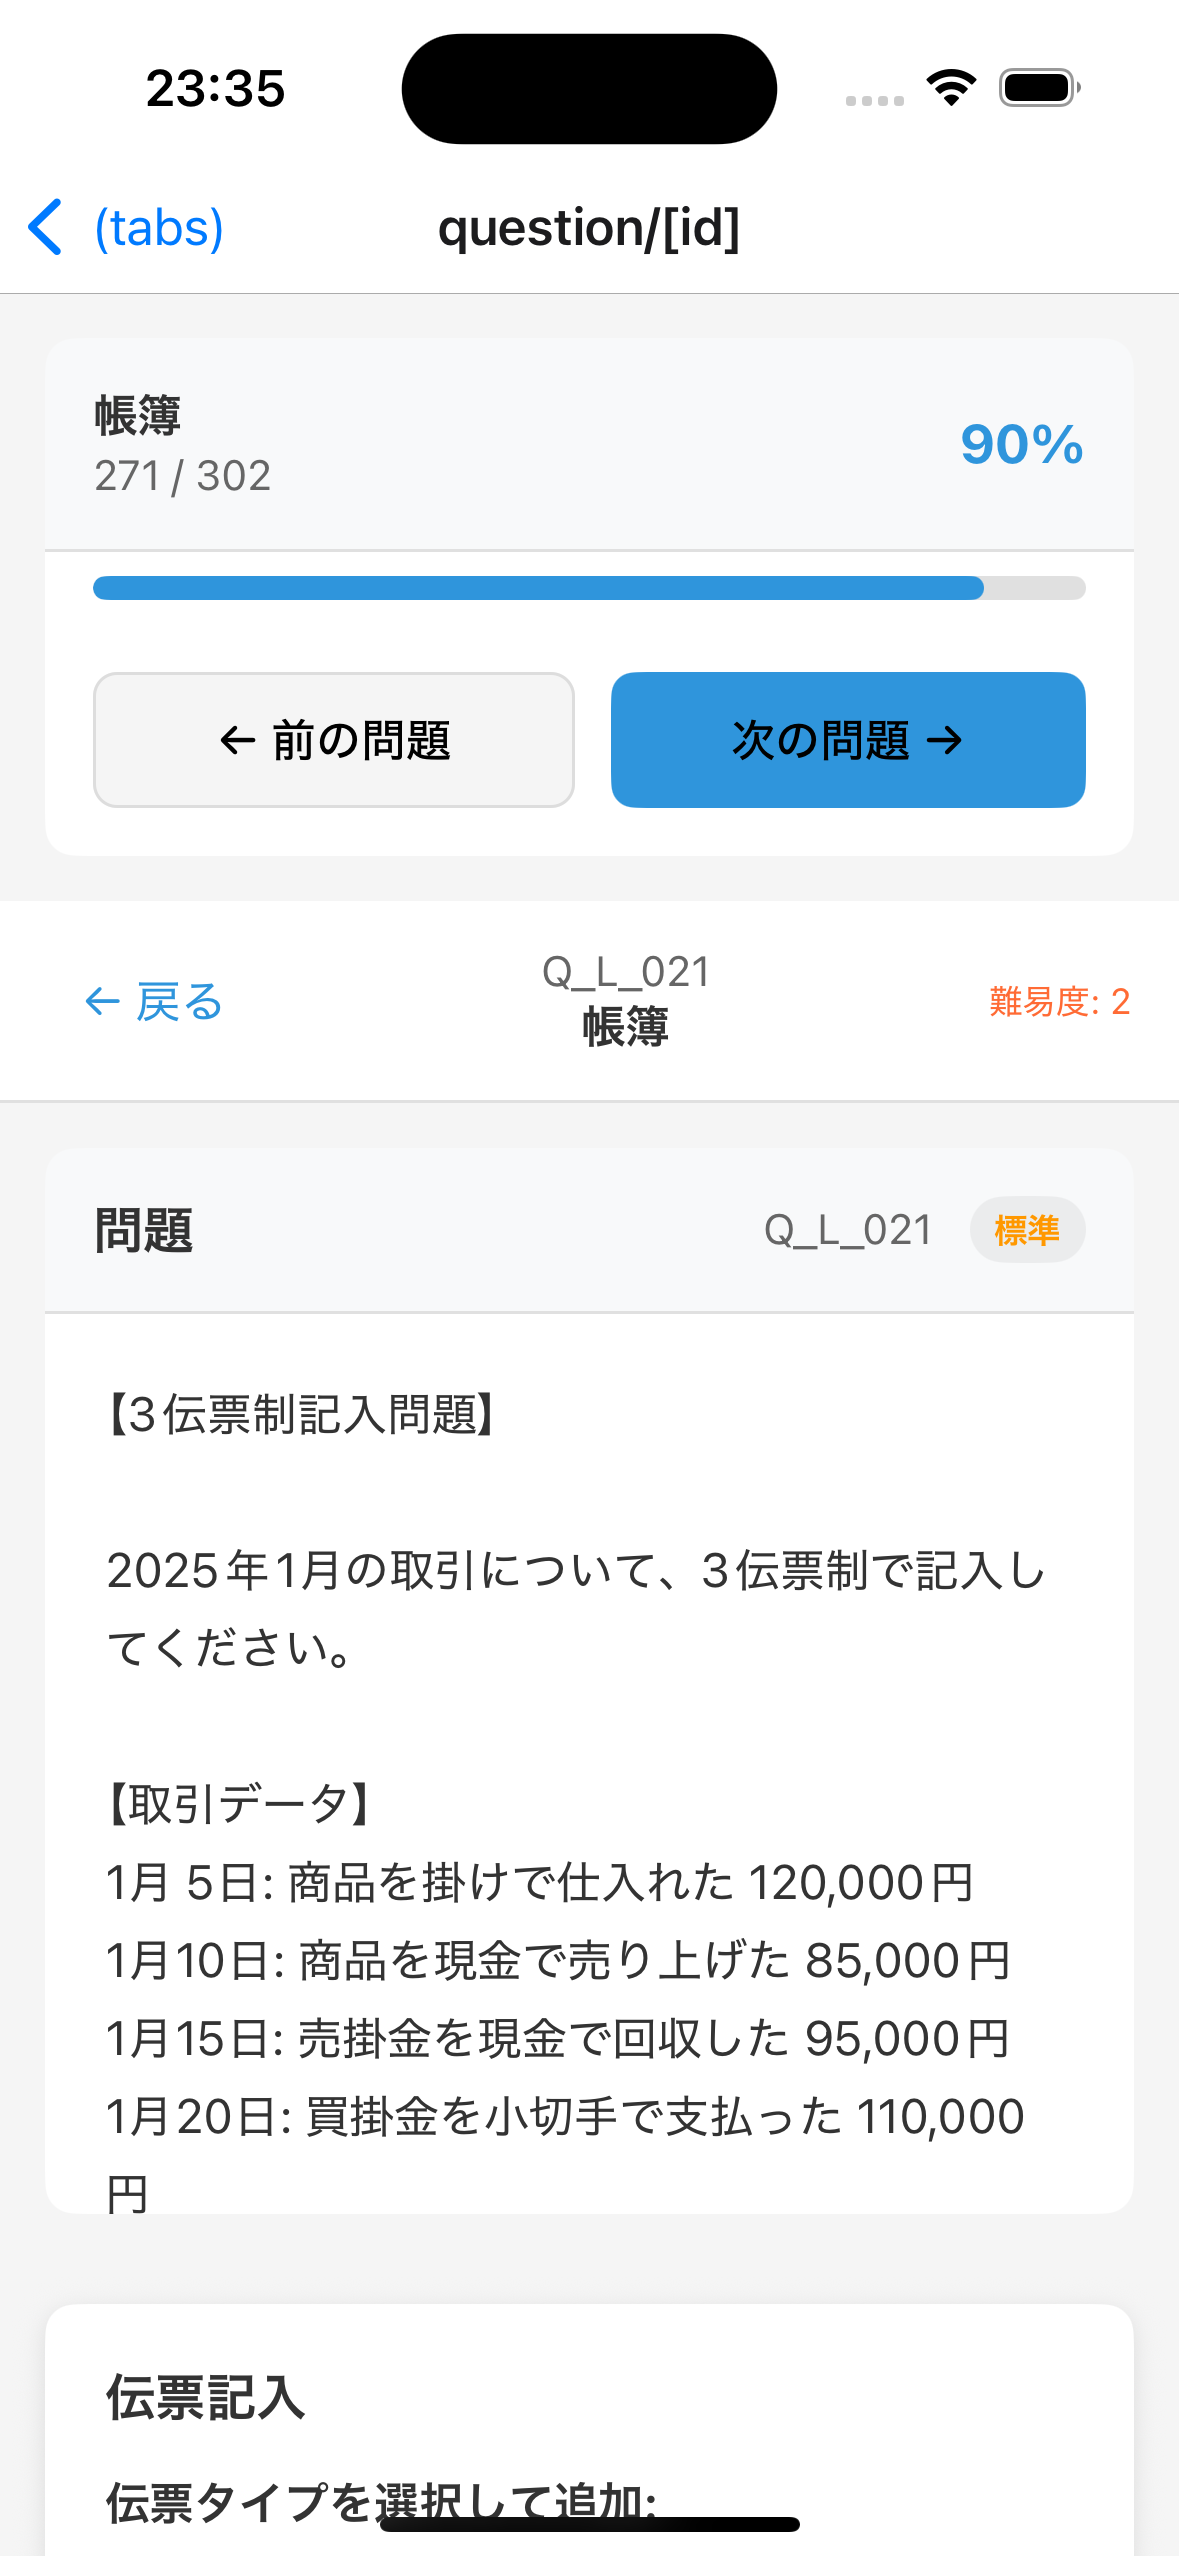 23:35
(tabs)
question/[id]
帳簿
271 / 302
90%
← 前の問題
次の問題 →
← 戻る
Q_L_021
帳簿
難易度: 2
問題
Q_L_021
標準
【3伝票制記入問題】
2025年1月の取引について、3伝票制で記入し
てください。
【取引データ】
1月 5日: 商品を掛けで仕入れた 120,000円
1月10日: 商品を現金で売り上げた 85,000円
1月15日: 売掛金を現金で回収した 95,000円
1月20日: 買掛金を小切手で支払った 110,000
円
伝票記入
伝票タイプを選択して追加: